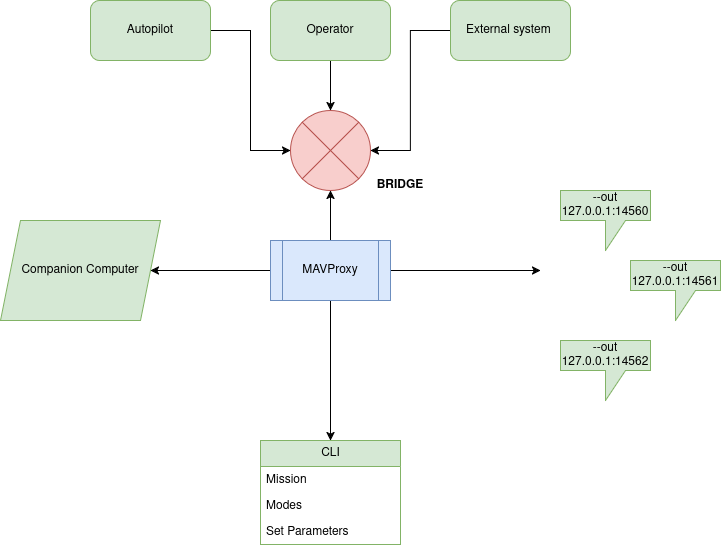 Autopilot
Operator
External system
BRIDGE
--out
127.0.0.1:14560
Companion Computer
MAVProxy
--out
127.0.0.1:14561
--out
127.0.0.1:14562
CLI
Mission
Modes
Set Parameters